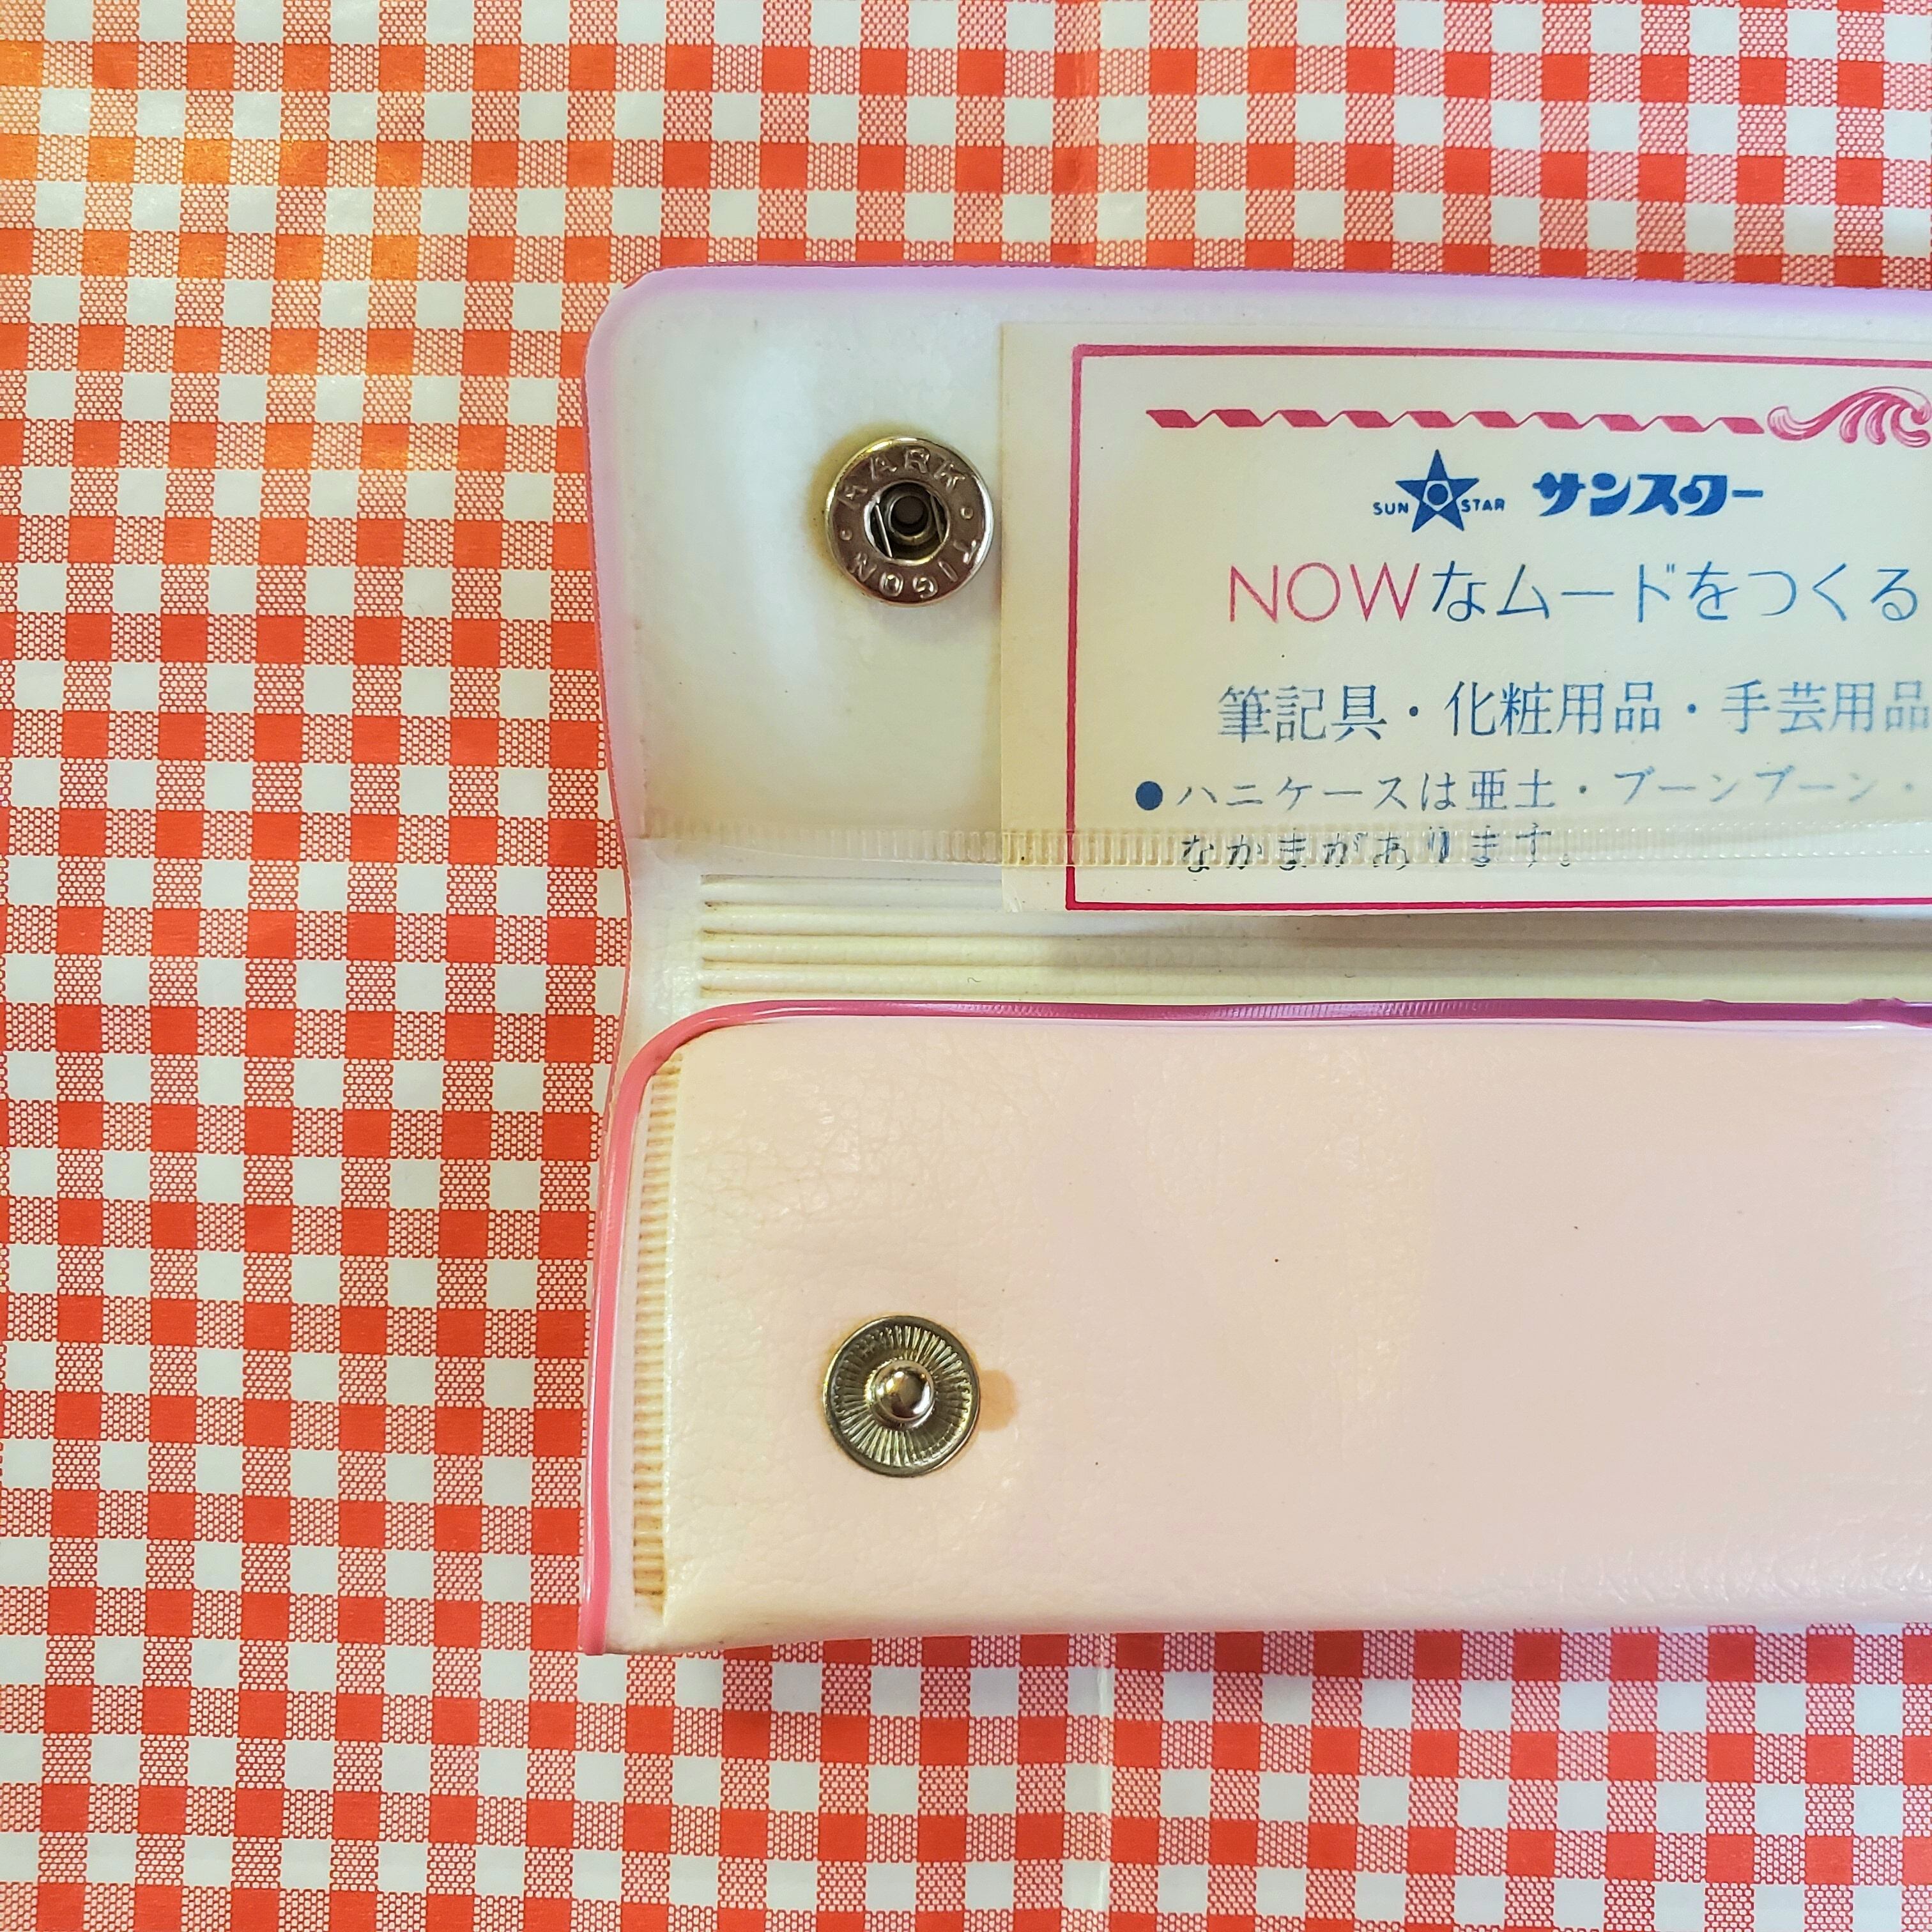 MARK・TIGON・
SUN STAR サンスター
NOWなムードをつくる
筆記具・化粧用品・手芸用品
●ハニケースは亜土・ブーンブーン・
なかまがあります。